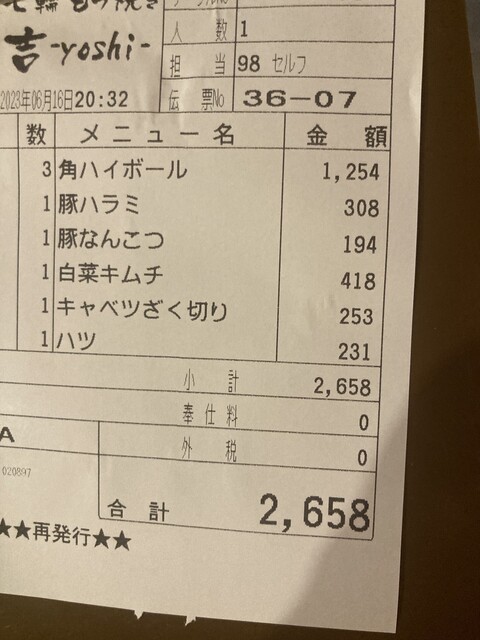 七輪もつ焼き
吉-yoshi-
人 数 1
担 当 98 セルフ
2023年06月16日20:32
伝 票No 36-07
数 メニュー名 金 額
3 角ハイボール 1,254
1 豚ハラミ 308
1 豚なんこつ 194
1 白菜キムチ 418
1 キャベツざく切り 253
1 ハツ 231
小 計 2,658
奉仕料 0
外 税 0
A
020897
合 計 2,658
★★再発行★★